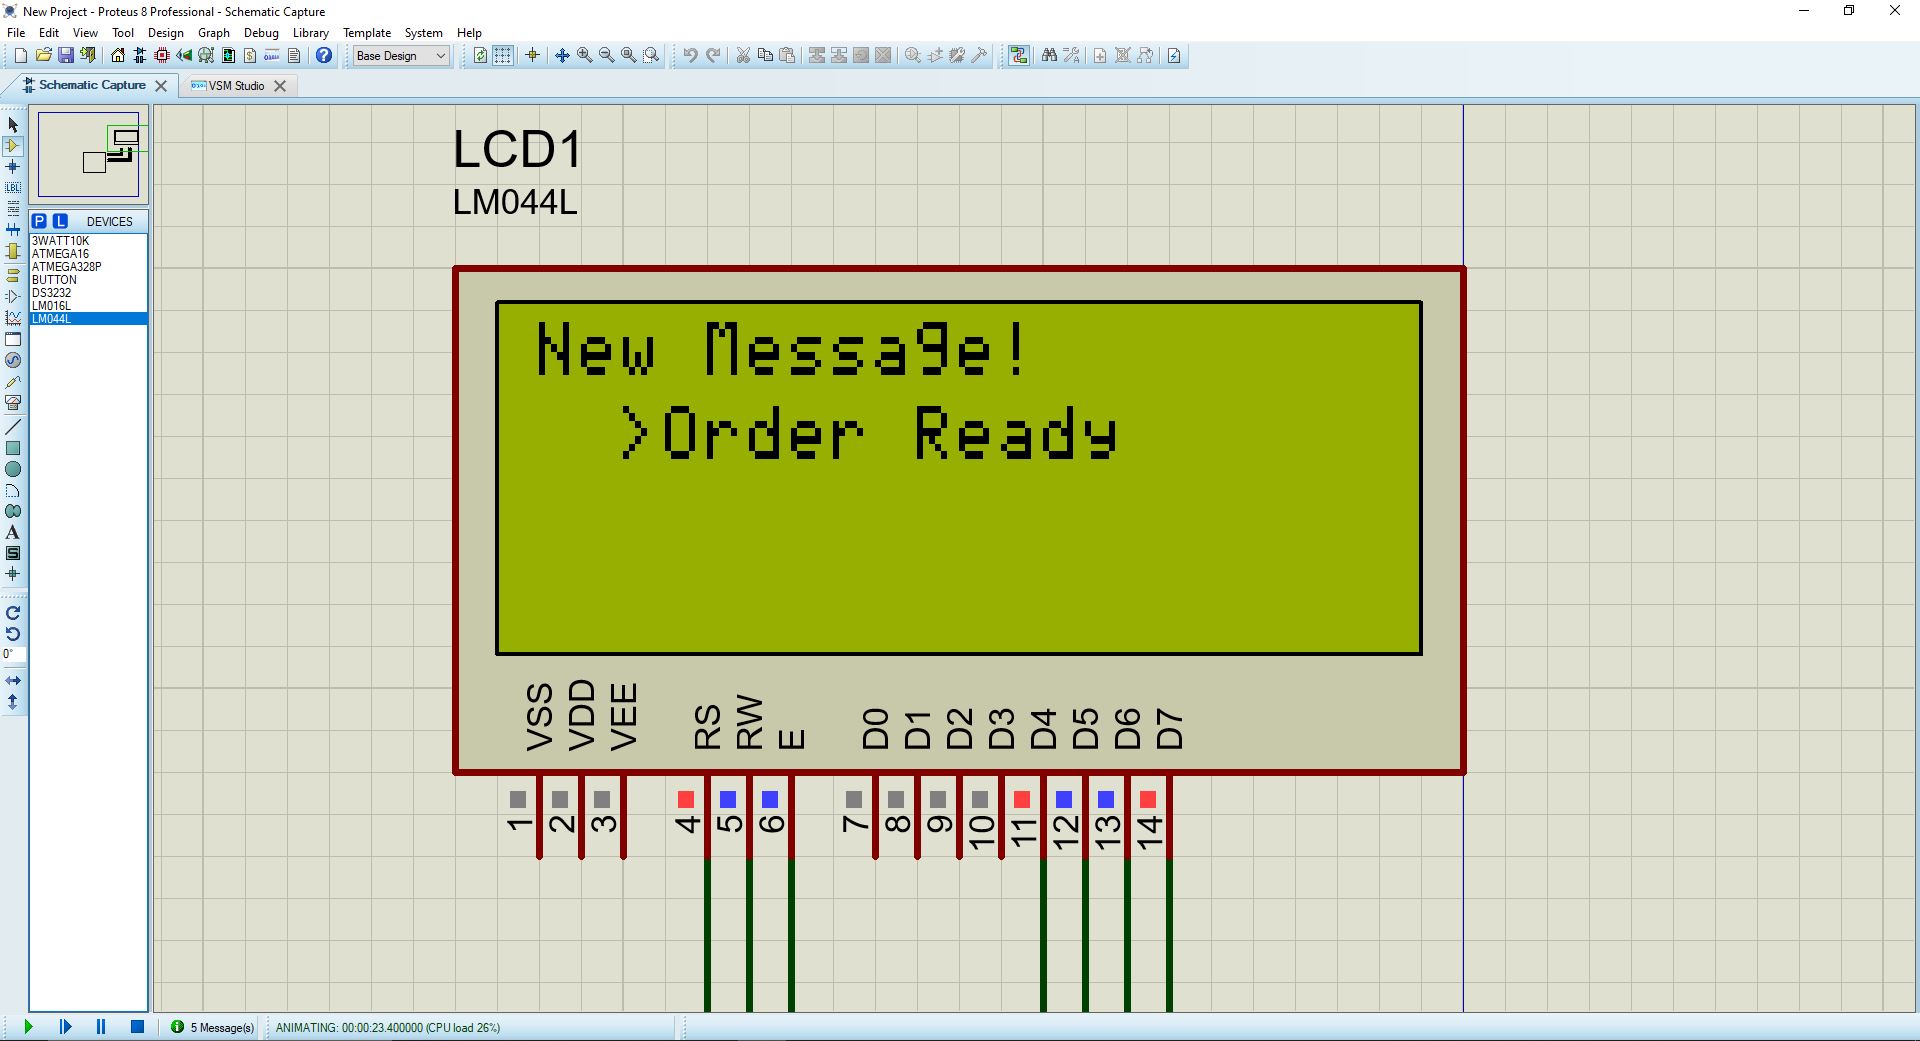 New Project - Proteus 8 Professional - Schematic Capture
File Edit View Tool Design Graph Debug Library Template System Help
Base Design
Schematic Capture VSM Studio
LBL
A
S
0°
P L DEVICES
3WATT10K
ATMEGA16
ATMEGA328P
BUTTON
DS3232
LM016L
LM044L
LCD1
LM044L
New Message!
>Order Ready
VSS VDD VEE RS RW E D0 D1 D2 D3 D4 D5 D6 D7
1 2 3 4 5 6 7 8 9 10 11 12 13 14
5 Message(s) ANIMATING: 00:00:23.400000 (CPU load 26%)